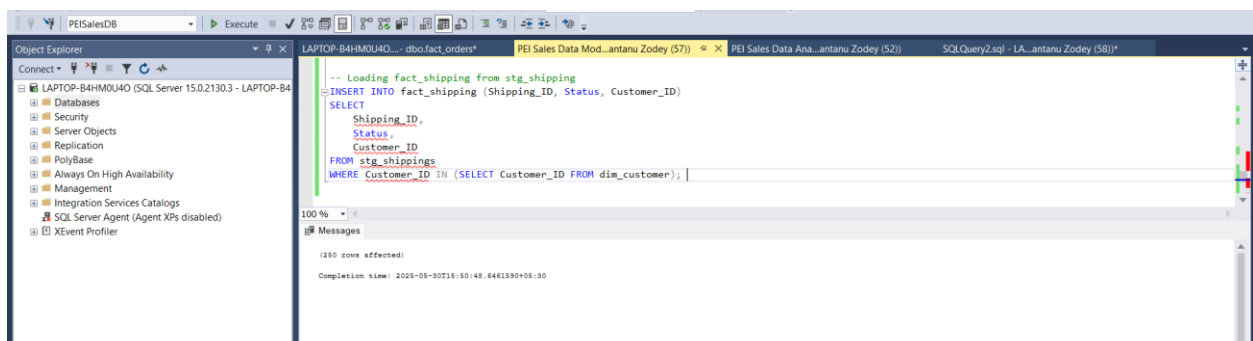 PEISalesDB
Execute
Object Explorer
LAPTOP-B4HM0U4O....- dbo.fact_orders*
PEI Sales Data Mod...antanu Zodey (57))
PEI Sales Data Ana...antanu Zodey (52))
SQLQuery2.sql - LA...antanu Zodey (58))*
Connect
LAPTOP-B4HM0U4O (SQL Server 15.0.2130.3 - LAPTOP-B4
Databases
Security
Server Objects
Replication
PolyBase
Always On High Availability
Management
Integration Services Catalogs
SQL Server Agent (Agent XPs disabled)
XEvent Profiler
-- Loading fact_shipping from stg_shipping
INSERT INTO fact_shipping (Shipping_ID, Status, Customer_ID)
SELECT
Shipping_ID,
Status,
Customer_ID
FROM stg_shippings
WHERE Customer_ID IN (SELECT Customer_ID FROM dim_customer);
100 %
Messages
(250 rows affected)
Completion time: 2025-05-30T15:50:48.6461590+05:30